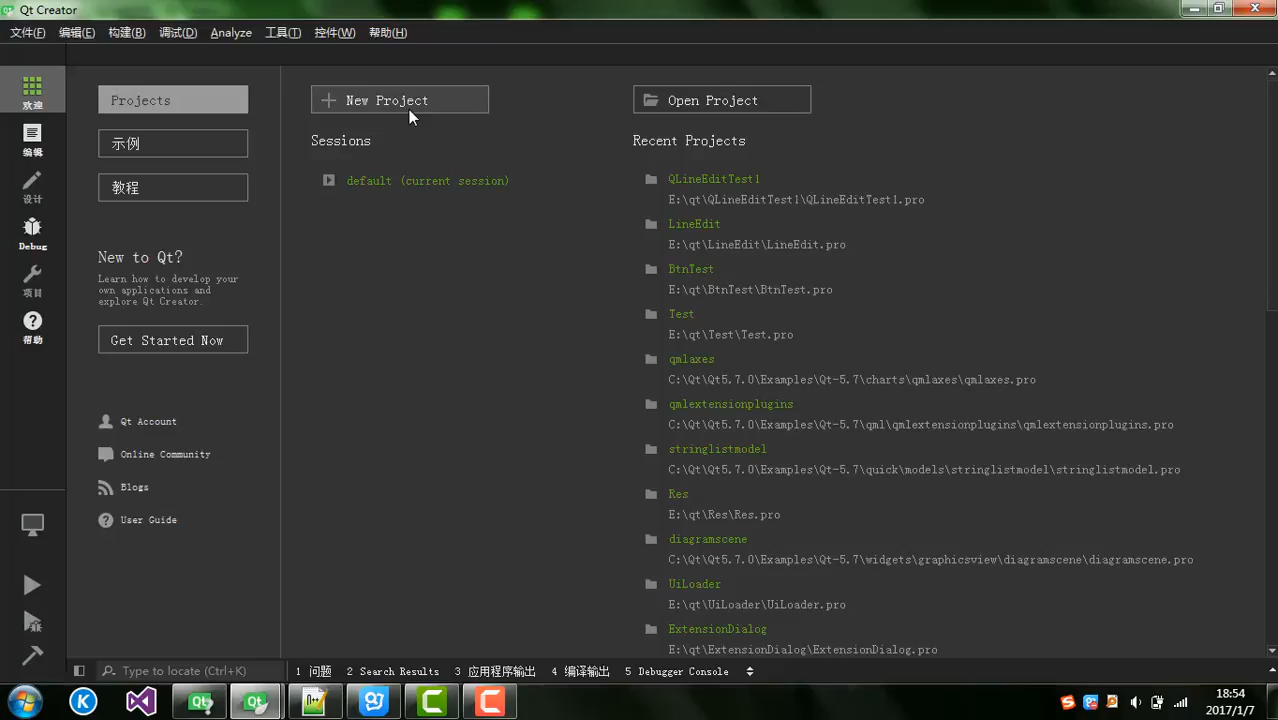 Qt Creator
文件(F) 编辑(E) 构建(B) 调试(D) Analyze 工具(T) 控件(W) 帮助(H)
欢迎
编辑
设计
Debug
项目
帮助
Projects
示例
教程
New to Qt?
Learn how to develop your
own applications and
explore Qt Creator.
Get Started Now
Qt Account
Online Community
Blogs
User Guide
New Project
Sessions
default (current session)
Open Project
Recent Projects
QLineEditTest1
E:\qt\QLineEditTest1\QLineEditTest1.pro
LineEdit
E:\qt\LineEdit\LineEdit.pro
BtnTest
E:\qt\BtnTest\BtnTest.pro
Test
E:\qt\Test\Test.pro
qmlaxes
C:\Qt\Qt5.7.0\Examples\Qt-5.7\charts\qmlaxes\qmlaxes.pro
qmlextensionplugins
C:\Qt\Qt5.7.0\Examples\Qt-5.7\qml\qmlextensionplugins\qmlextensionplugins.pro
stringlistmodel
C:\Qt\Qt5.7.0\Examples\Qt-5.7\quick\models\stringlistmodel\stringlistmodel.pro
Res
E:\qt\Res\Res.pro
diagramscene
C:\Qt\Qt5.7.0\Examples\Qt-5.7\widgets\graphicsview\diagramscene\diagramscene.pro
UiLoader
E:\qt\UiLoader\UiLoader.pro
ExtensionDialog
E:\qt\ExtensionDialog\ExtensionDialog.pro
Type to locate (Ctrl+K) 1 问题 2 Search Results 3 应用程序输出 4 编译输出 5 Debugger Console
18:54
2017/1/7